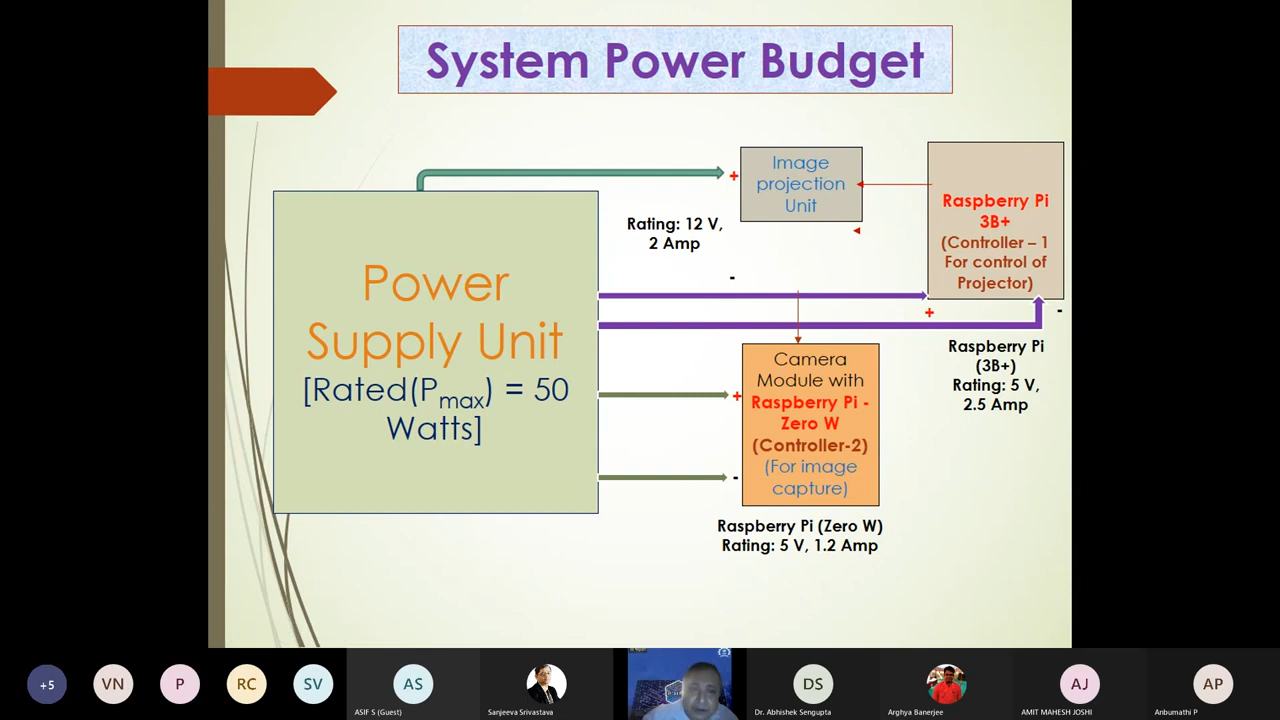 System Power Budget
Image
projection
Unit
+
Raspberry Pi
3B+
(Controller – 1
For control of
Projector)
Rating: 12 V,
2 Amp
-
+
-
Power
Supply Unit
[Rated(Pmax) = 50
Watts]
Raspberry Pi
(3B+)
Rating: 5 V,
2.5 Amp
Camera
Module with
Raspberry Pi -
Zero W
(Controller-2)
(For image
capture)
+
-
Raspberry Pi (Zero W)
Rating: 5 V, 1.2 Amp
+5
VN
P
RC
SV
AS
DS
AJ
AP
ASIF S (Guest)
Sanjeeva Srivastava
Dr. Abhishek Sengupta
Arghya Banerjee
AMIT MAHESH JOSHI
Anbumathi P